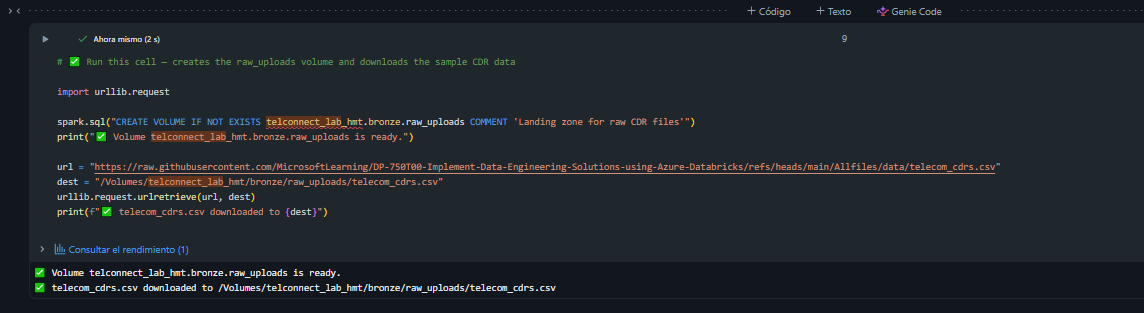 + Código + Texto Genie Code
Ahora mismo (2 s) 9
# ✅ Run this cell — creates the raw_uploads volume and downloads the sample CDR data
import urllib.request
spark.sql("CREATE VOLUME IF NOT EXISTS telconnect_lab_hmt.bronze.raw_uploads COMMENT 'Landing zone for raw CDR files'")
print("✅ Volume telconnect_lab_hmt.bronze.raw_uploads is ready.")
url = "https://raw.githubusercontent.com/MicrosoftLearning/DP-750T00-Implement-Data-Engineering-Solutions-using-Azure-Databricks/refs/heads/main/Allfiles/data/telecom_cdrs.csv"
dest = "/Volumes/telconnect_lab_hmt/bronze/raw_uploads/telecom_cdrs.csv"
urllib.request.urlretrieve(url, dest)
print(f"✅ telecom_cdrs.csv downloaded to {dest}")
Consultar el rendimiento (1)
✅ Volume telconnect_lab_hmt.bronze.raw_uploads is ready.
✅ telecom_cdrs.csv downloaded to /Volumes/telconnect_lab_hmt/bronze/raw_uploads/telecom_cdrs.csv